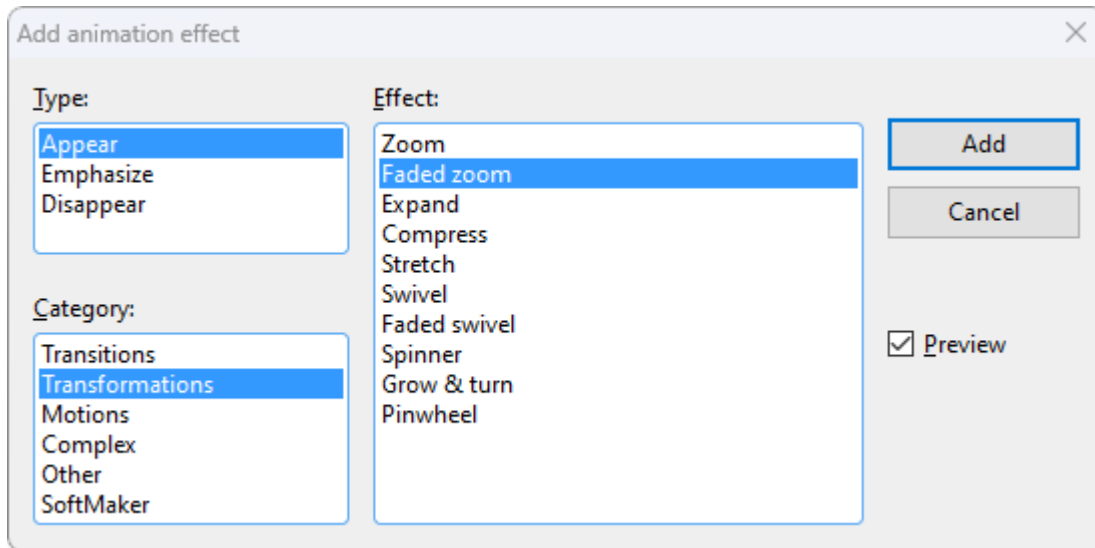 Add animation effect
Type:
Appear
Emphasize
Disappear
Category:
Transitions
Transformations
Motions
Complex
Other
SoftMaker
Effect:
Zoom
Faded zoom
Expand
Compress
Stretch
Swivel
Faded swivel
Spinner
Grow & turn
Pinwheel
Add
Cancel
Preview